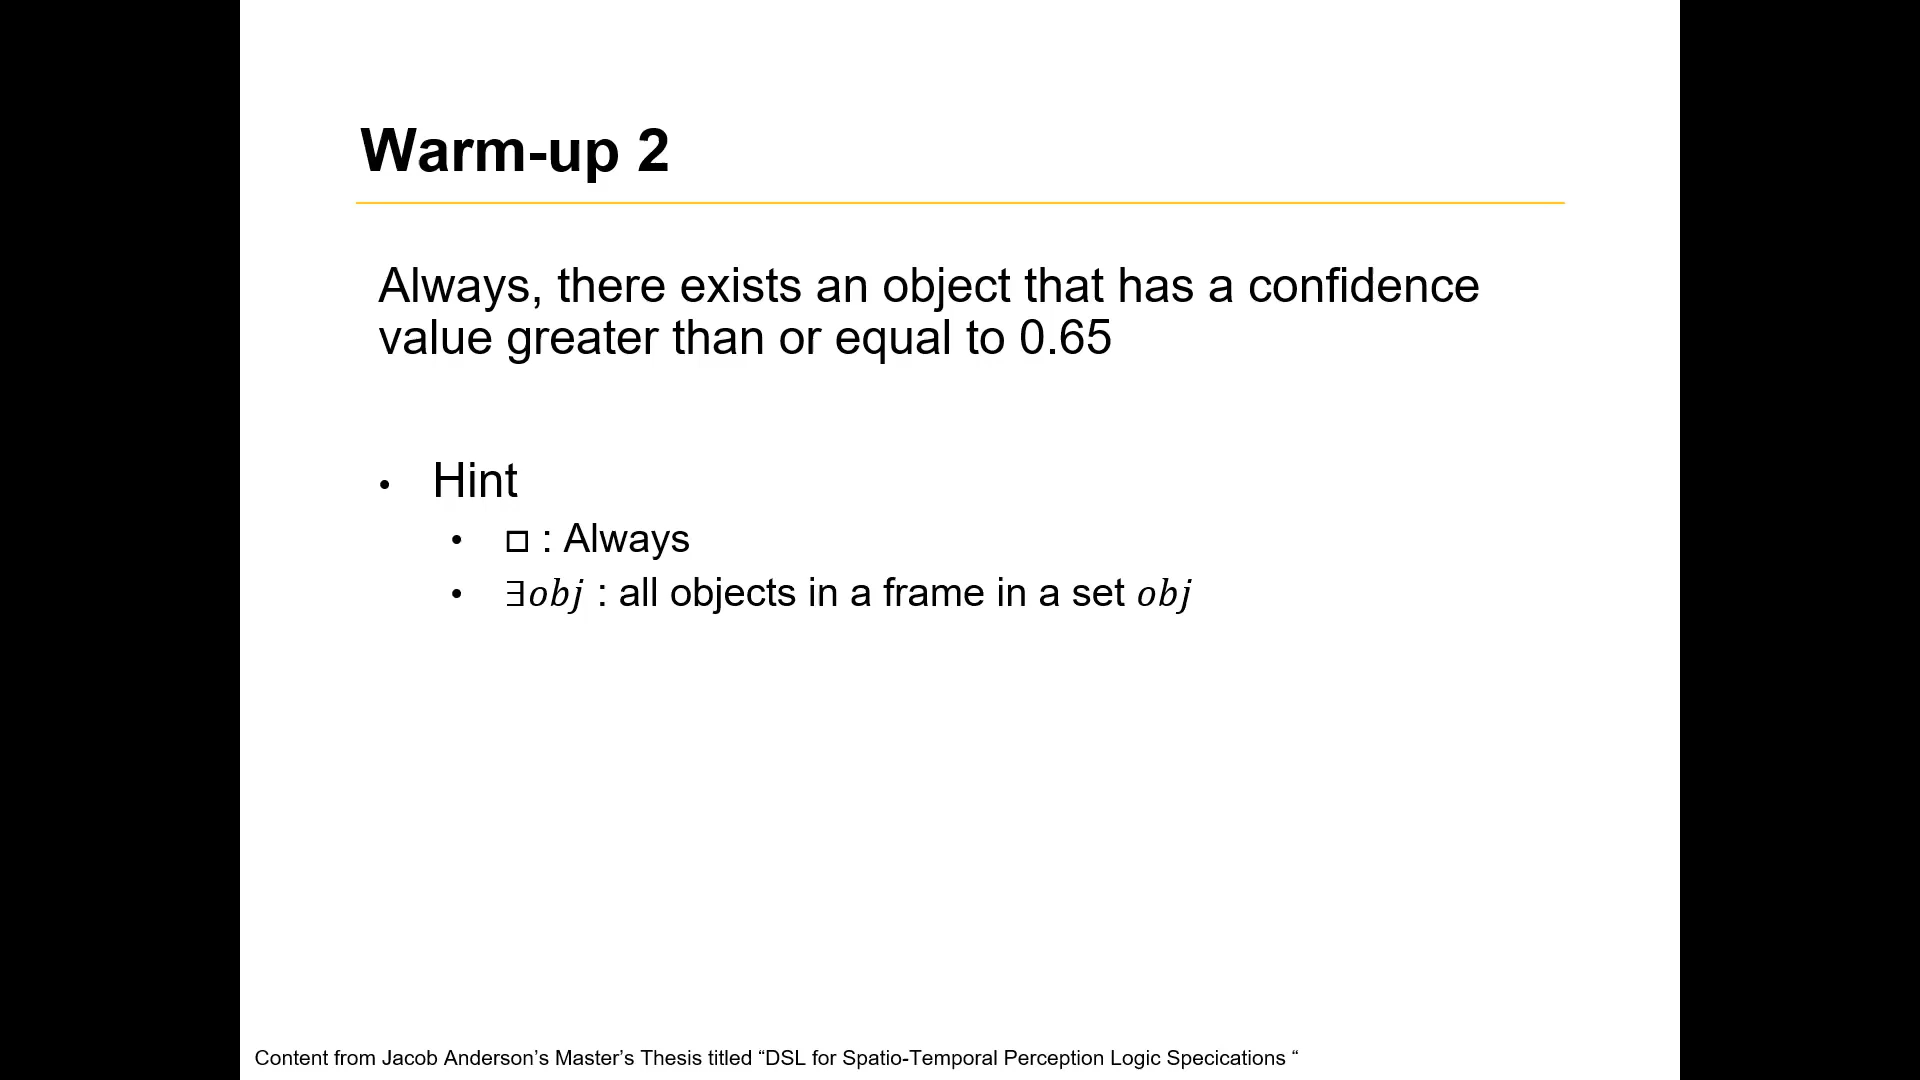 Warm-up 2
Always, there exists an object that has a confidence
value greater than or equal to 0.65
• Hint
• □ : Always
• ∃obj : all objects in a frame in a set obj
Content from Jacob Anderson’s Master’s Thesis titled “DSL for Spatio-Temporal Perception Logic Specications “